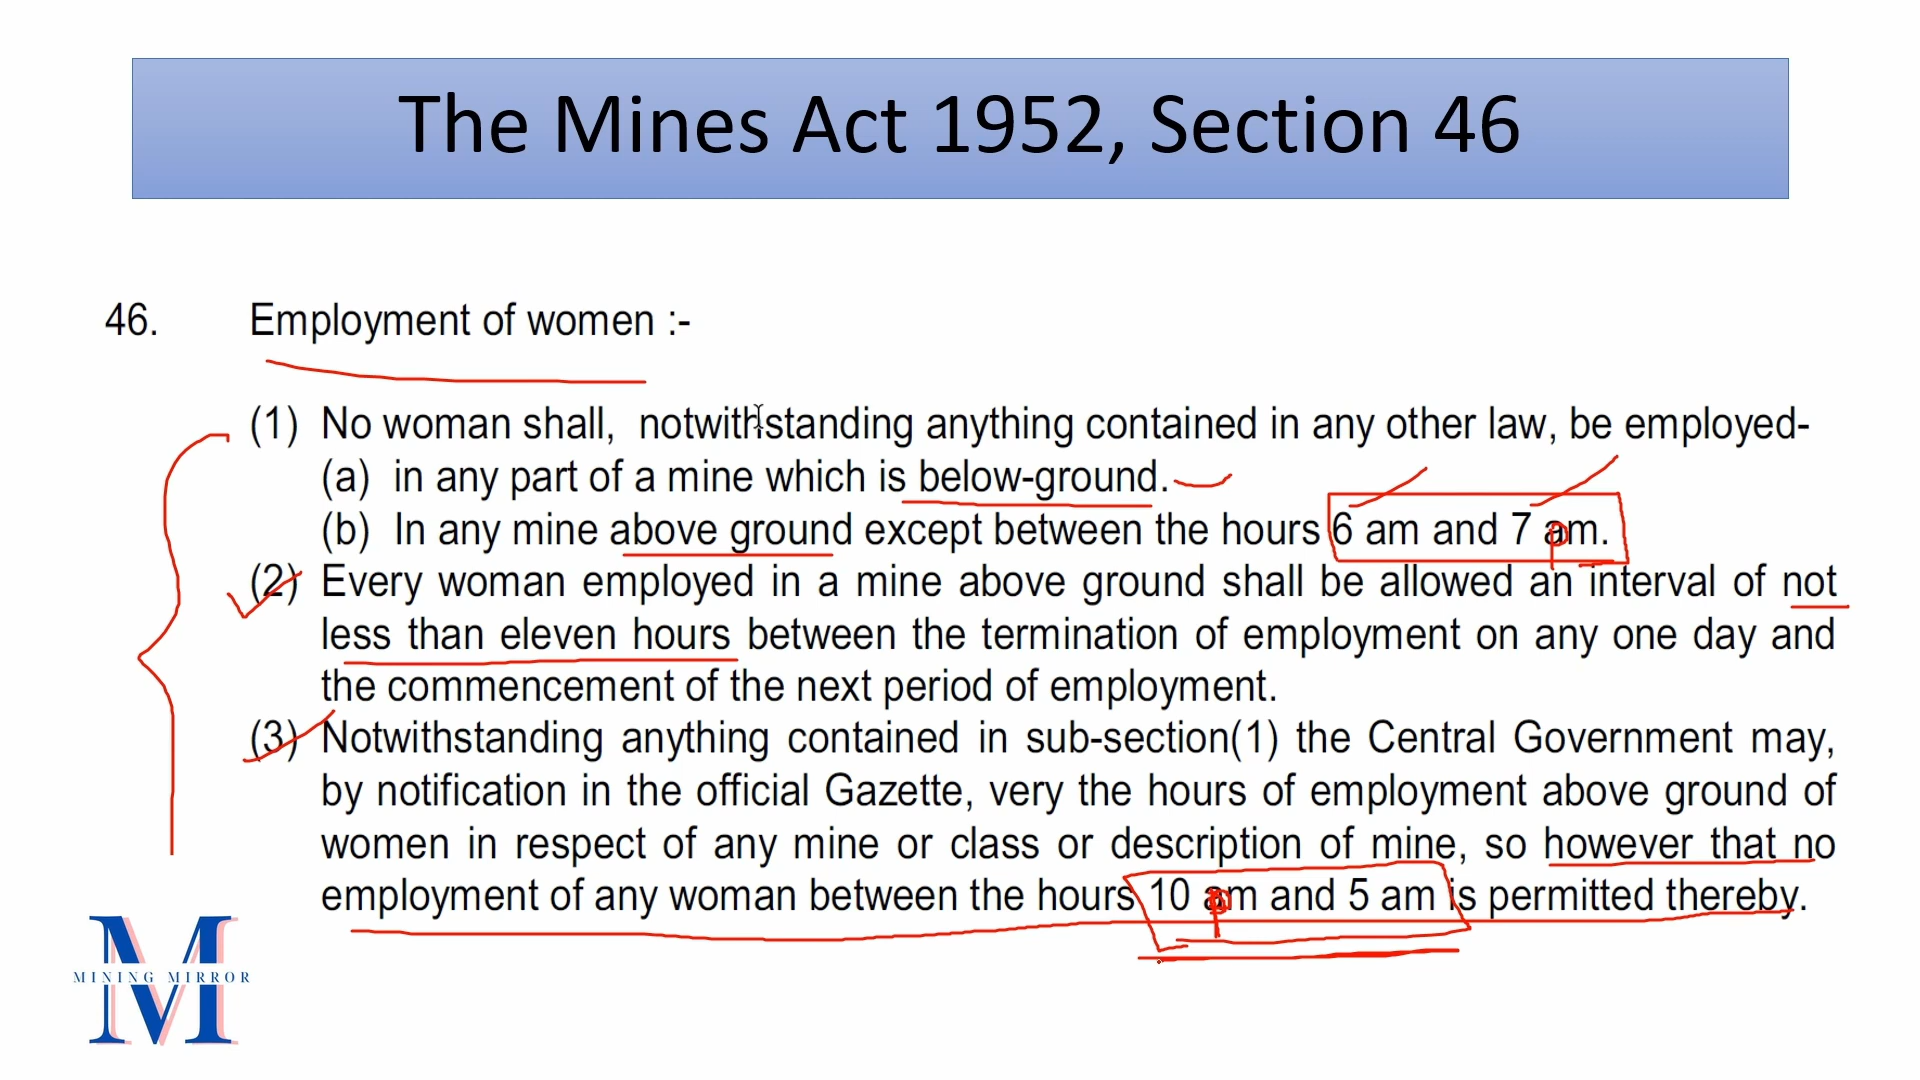 The Mines Act 1952, Section 46
46. Employment of women :-
(1) No woman shall, notwithstanding anything contained in any other law, be employed-
(a) in any part of a mine which is below-ground.
(b) In any mine above ground except between the hours 6 am and 7 pm.
(2) Every woman employed in a mine above ground shall be allowed an interval of not
less than eleven hours between the termination of employment on any one day and
the commencement of the next period of employment.
(3) Notwithstanding anything contained in sub-section(1) the Central Government may,
by notification in the official Gazette, very the hours of employment above ground of
women in respect of any mine or class or description of mine, so however that no
employment of any woman between the hours 10 pm and 5 am is permitted thereby.
M
MINING MIRROR